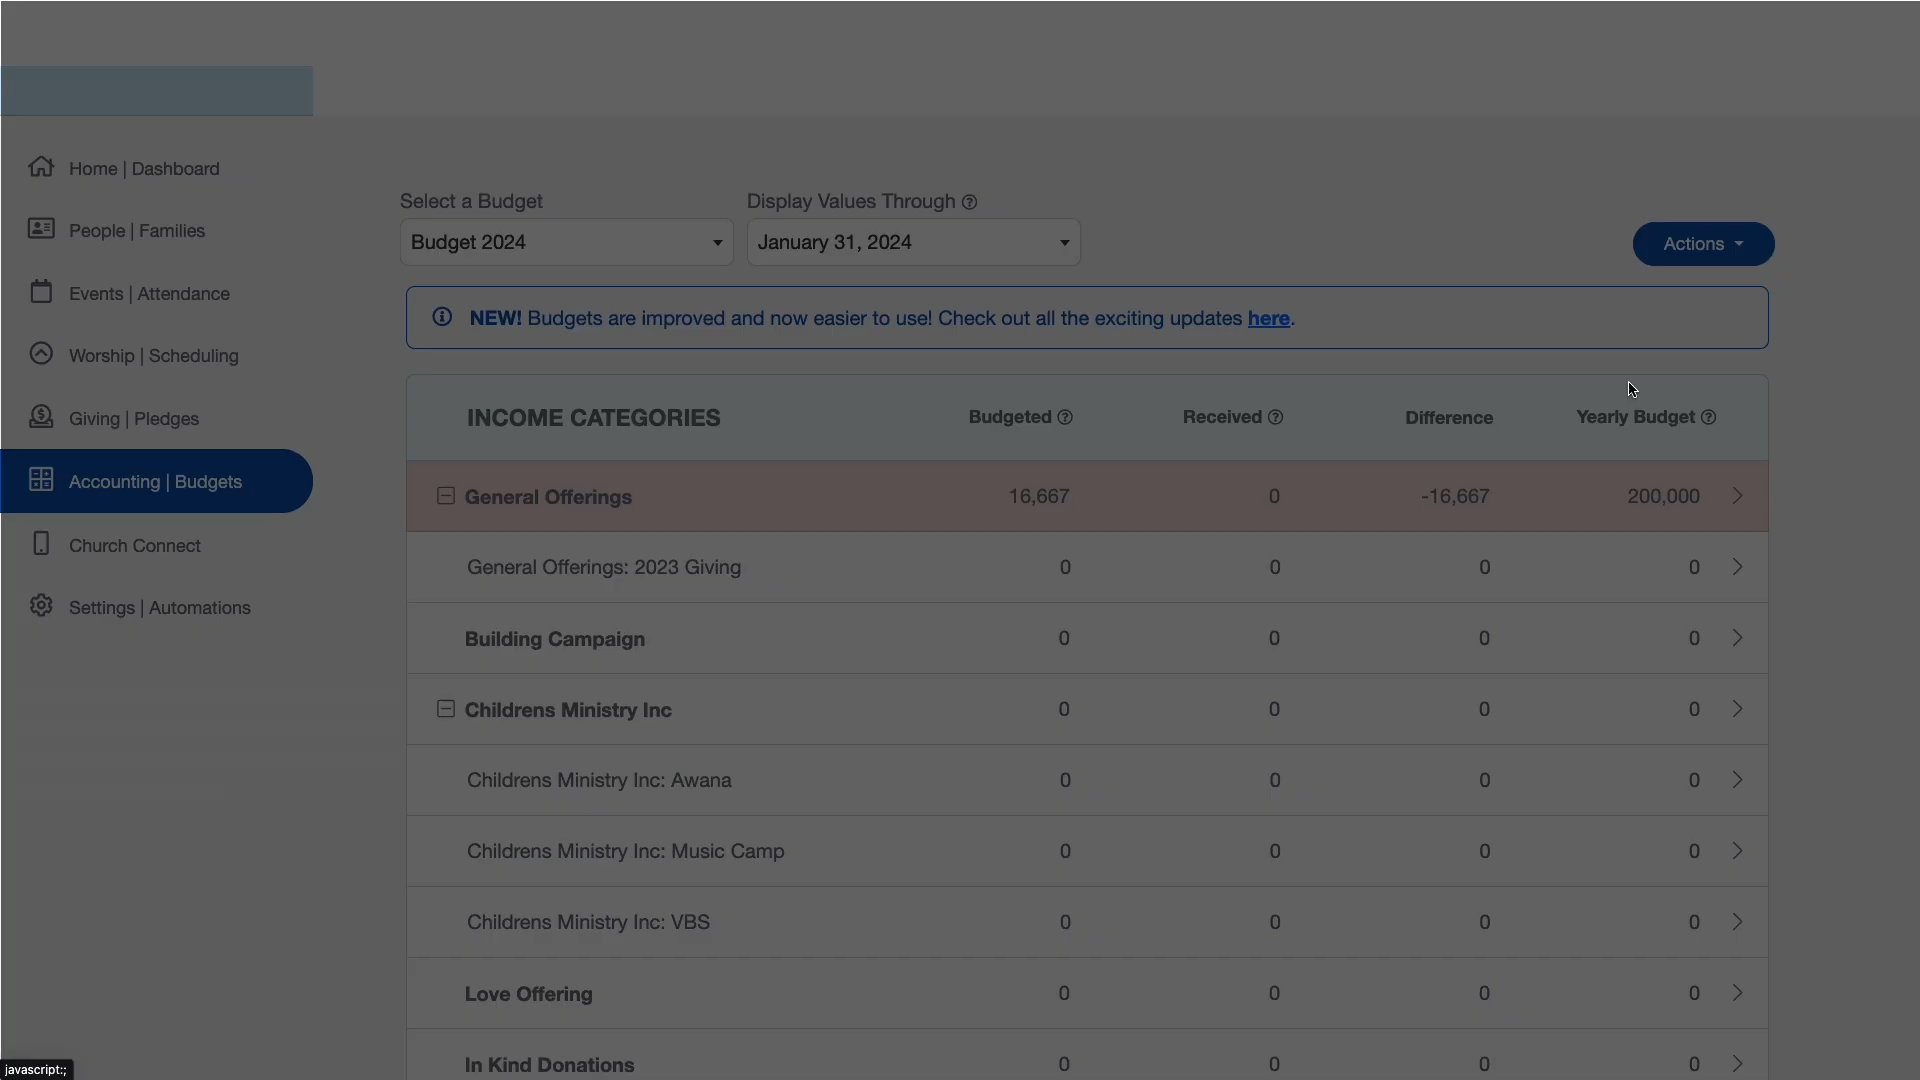 Home | Dashboard
People | Families
Events | Attendance
Worship | Scheduling
Giving | Pledges
Accounting | Budgets
Church Connect
Settings | Automations
Select a Budget
Budget 2024
Display Values Through
January 31, 2024
Actions
NEW! Budgets are improved and now easier to use! Check out all the exciting updates here.
INCOME CATEGORIES Budgeted Received Difference Yearly Budget
General Offerings 16,667 0 -16,667 200,000
General Offerings: 2023 Giving 0 0 0 0
Building Campaign 0 0 0 0
Childrens Ministry Inc 0 0 0 0
Childrens Ministry Inc: Awana 0 0 0 0
Childrens Ministry Inc: Music Camp 0 0 0 0
Childrens Ministry Inc: VBS 0 0 0 0
Love Offering 0 0 0 0
In Kind Donations 0 0 0 0
javascript:;